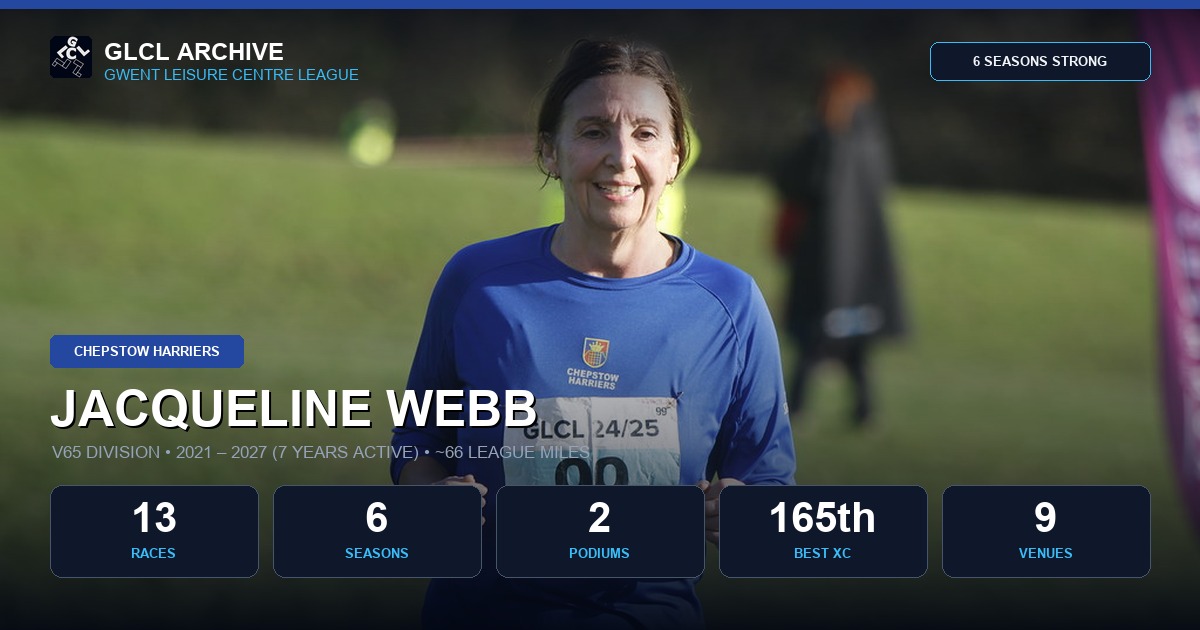 GLCL ARCHIVE
GWENT LEISURE CENTRE LEAGUE
6 SEASONS STRONG
CHEPSTOW
HARRIERS
99
GLCL 24/25
99
CHEPSTOW HARRIERS
JACQUELINE WEBB
V65 DIVISION • 2021 – 2027 (7 YEARS ACTIVE) • ~66 LEAGUE MILES
13
RACES
6
SEASONS
2
PODIUMS
165th
BEST XC
9
VENUES